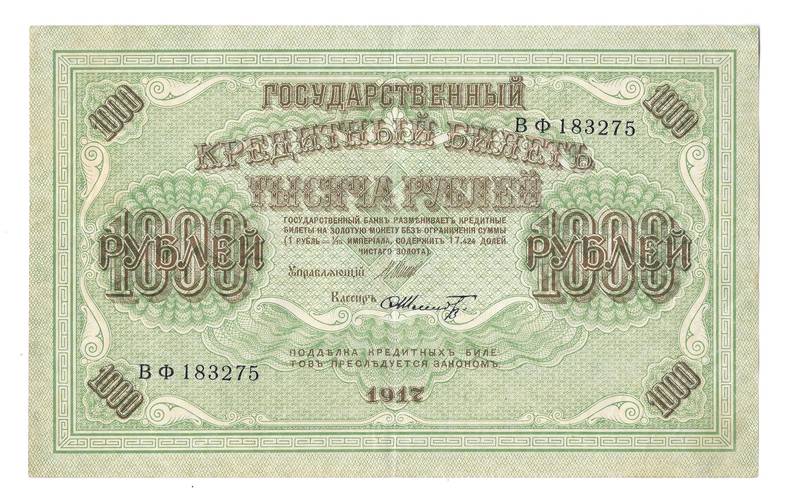 1000
1000
ГОСУДАРСТВЕННЫЙ
ВФ 183275
КРЕДИТНЫЙ БИЛЕТЪ
ТЫСЯЧА РУБЛЕЙ
ГОСУДАРСТВЕННЫЙ БАНКЪ РАЗМѢНИВАЕТЪ КРЕДИТНЫЕ
БИЛЕТЫ НА ЗОЛОТУЮ МОНЕТУ БЕЗЪ ОГРАНИЧЕНІЯ СУММЫ
(1 РУБЛЬ = 1/15 ИМПЕРІАЛА, СОДЕРЖИТЪ 17,424 ДОЛЕЙ
ЧИСТАГО ЗОЛОТА).
1000
РУБЛЕЙ
1000
РУБЛЕЙ
Управляющій
Кассиръ
ПОДДѢЛКА КРЕДИТНЫХЪ БИЛЕ-
ТОВЪ ПРЕСЛѢДУЕТСЯ ЗАКОНОМЪ.
ВФ 183275
1917
1000
1000